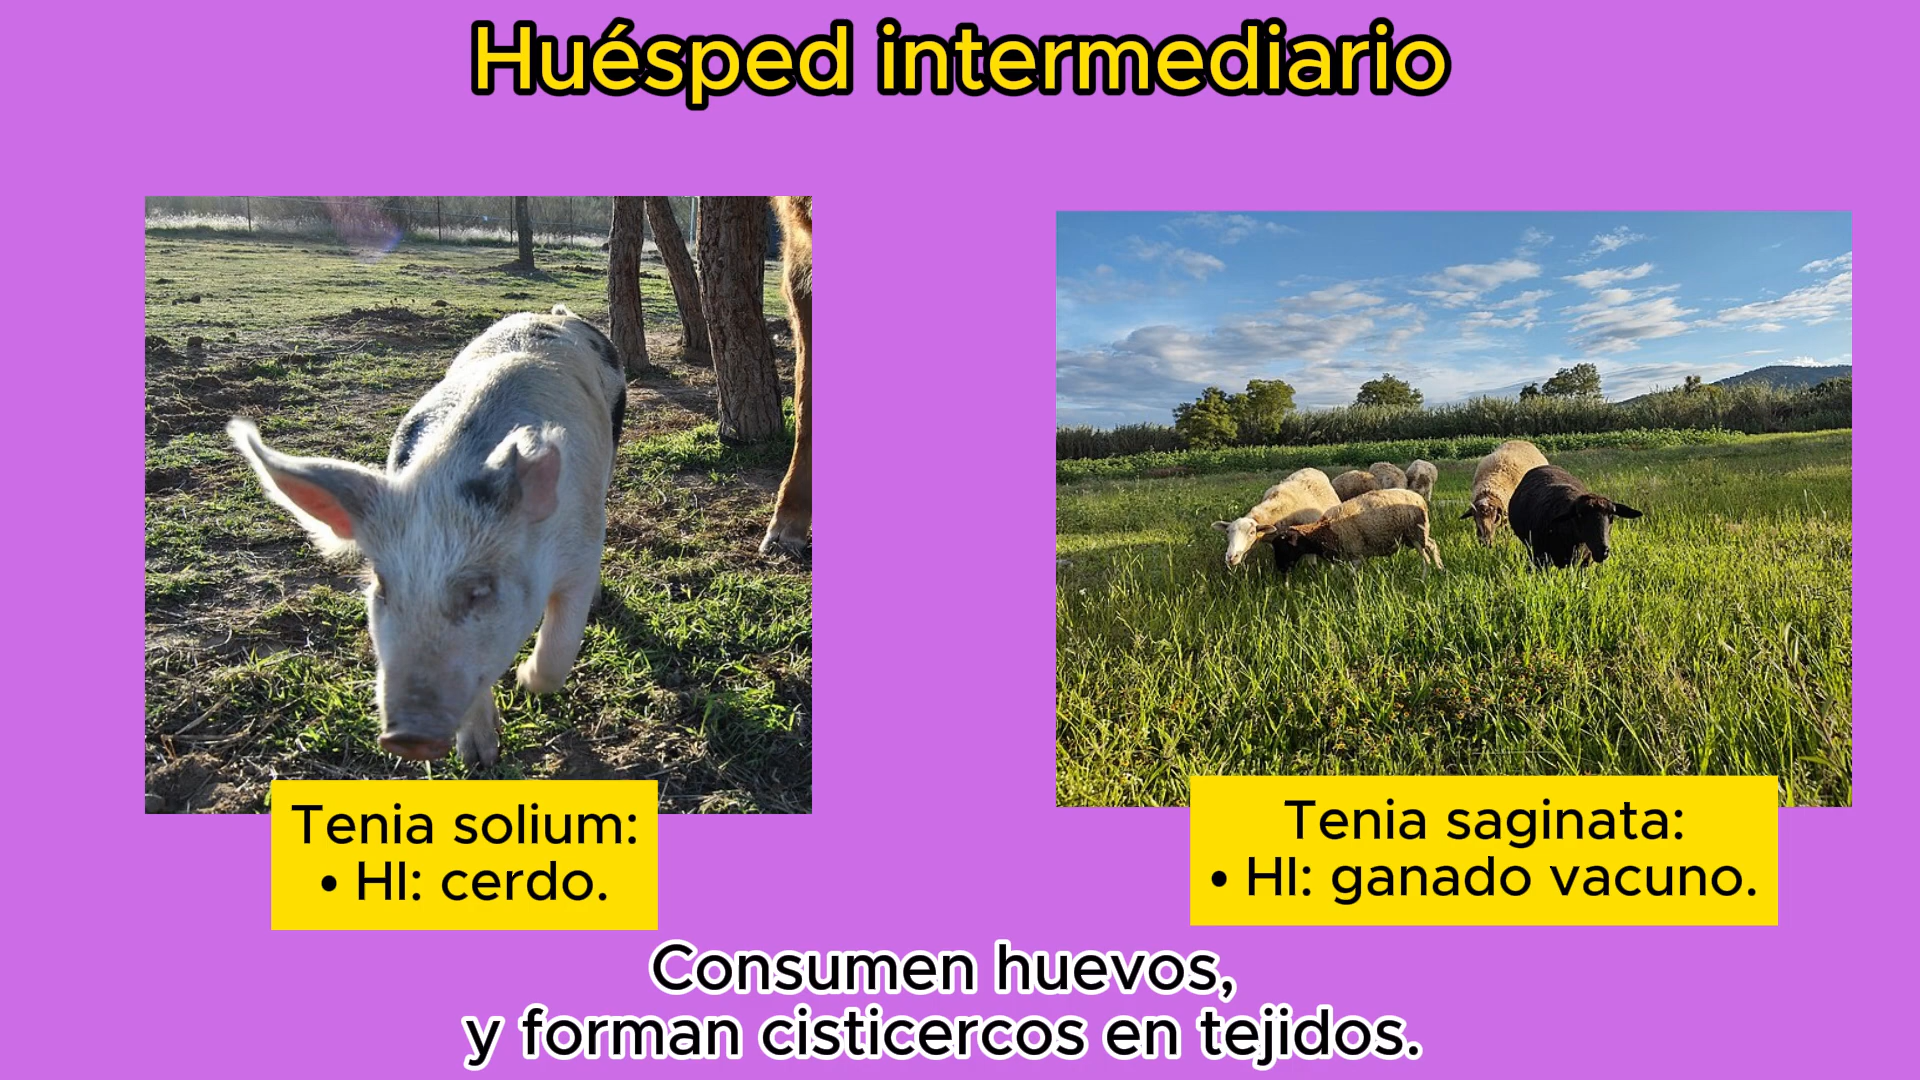 Huésped intermediario
Tenia solium:
• HI: cerdo.
Tenia saginata:
• HI: ganado vacuno.
Consumen huevos,
y forman cisticercos en tejidos.